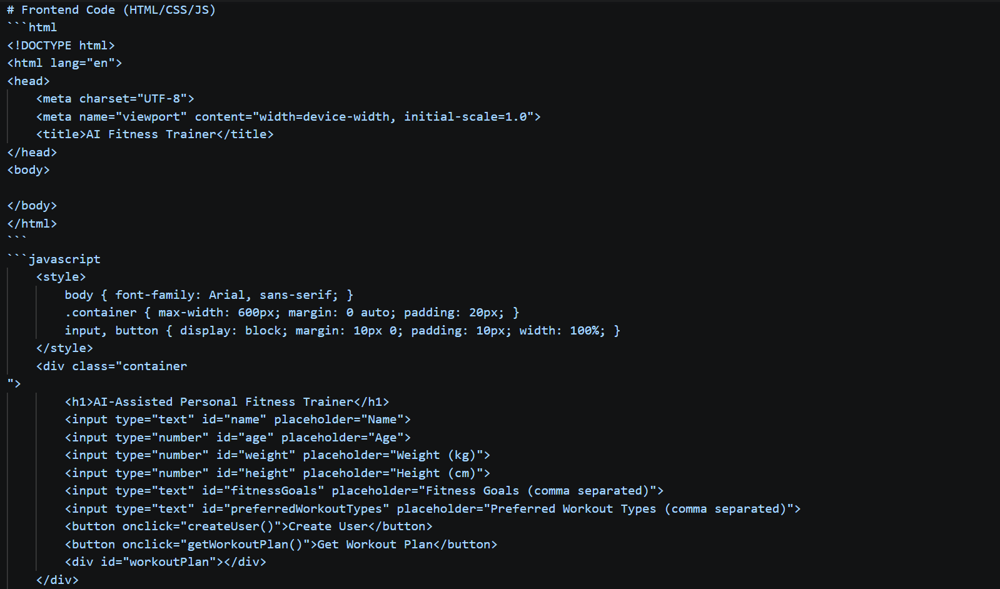 # Frontend Code (HTML/CSS/JS)
```html
<!DOCTYPE html>
<html lang="en">
<head>
    <meta charset="UTF-8">
    <meta name="viewport" content="width=device-width, initial-scale=1.0">
    <title>AI Fitness Trainer</title>
</head>
<body>

</body>
</html>
```
```javascript
    <style>
        body { font-family: Arial, sans-serif; }
        .container { max-width: 600px; margin: 0 auto; padding: 20px; }
        input, button { display: block; margin: 10px 0; padding: 10px; width: 100%; }
    </style>
    <div class="container
">
        <h1>AI-Assisted Personal Fitness Trainer</h1>
        <input type="text" id="name" placeholder="Name">
        <input type="number" id="age" placeholder="Age">
        <input type="number" id="weight" placeholder="Weight (kg)">
        <input type="number" id="height" placeholder="Height (cm)">
        <input type="text" id="fitnessGoals" placeholder="Fitness Goals (comma separated)">
        <input type="text" id="preferredWorkoutTypes" placeholder="Preferred Workout Types (comma separated)">
        <button onclick="createUser()">Create User</button>
        <button onclick="getWorkoutPlan()">Get Workout Plan</button>
        <div id="workoutPlan"></div>
    </div>